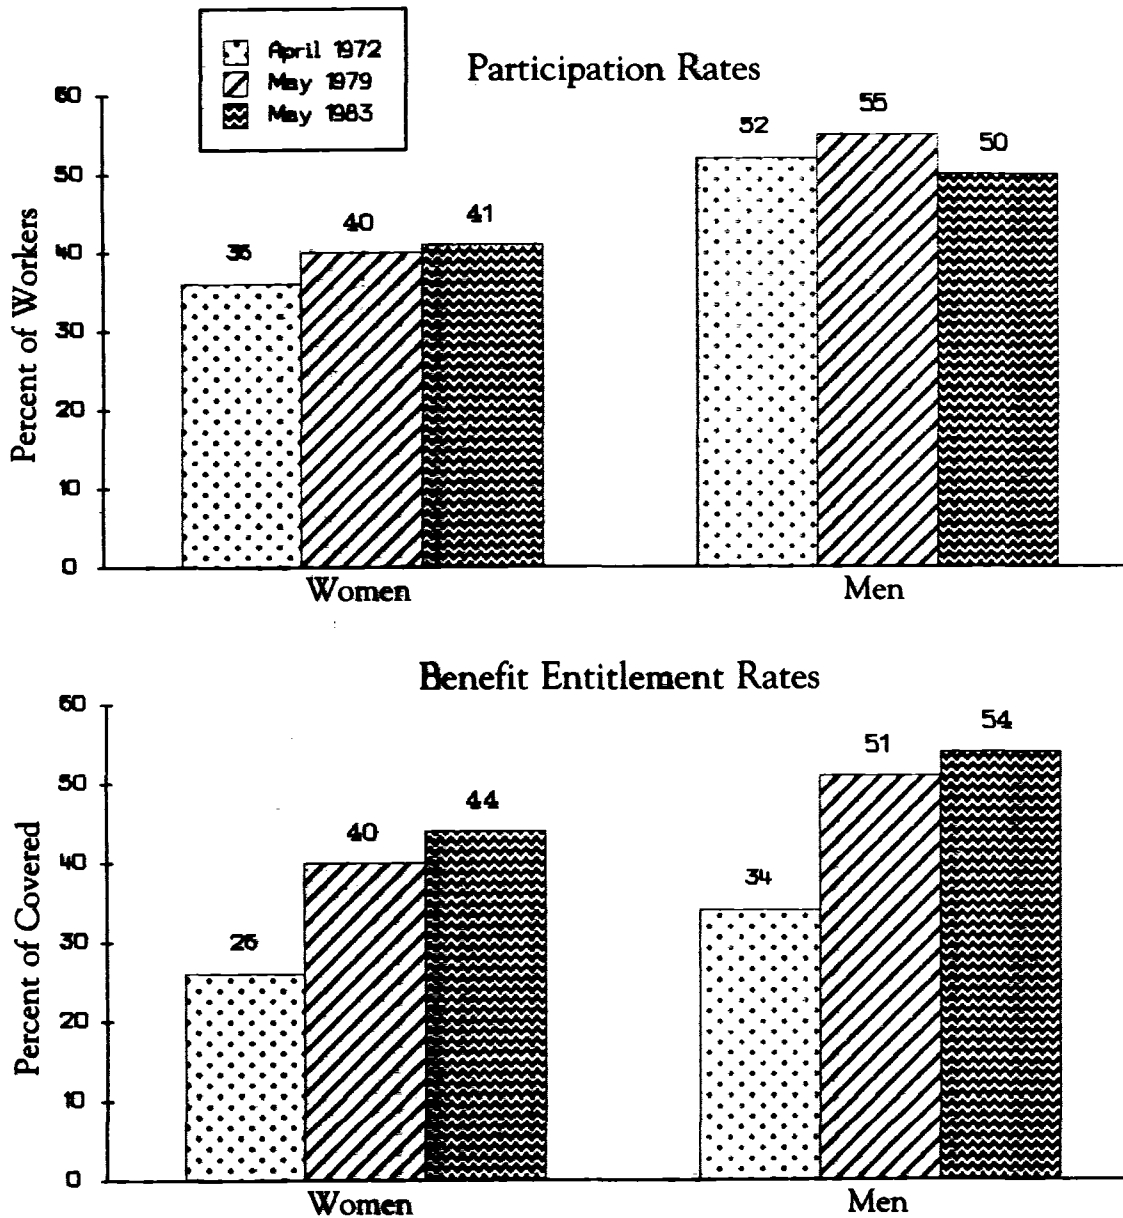 April 1972
May 1979
May 1983
Participation Rates
Percent of Workers
60
50
40
30
20
10
0
36
40
41
52
55
50
Women
Men
Benefit Entitlement Rates
Percent of Covered
60
50
40
30
20
10
0
26
40
44
34
51
54
Women
Men